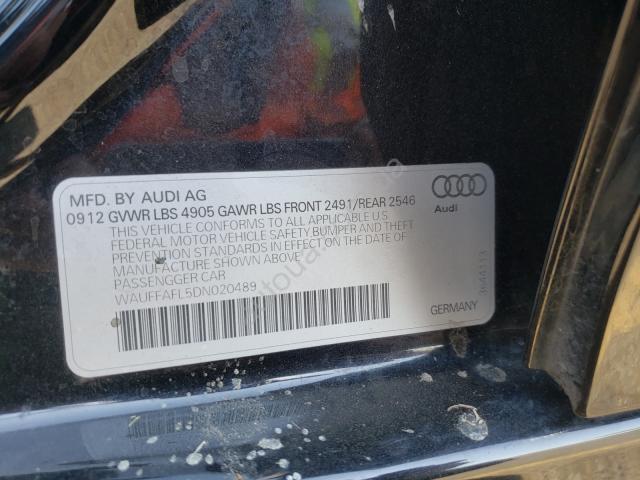 MFD. BY AUDI AG
0912 GVWR LBS 4905 GAWR LBS FRONT 2491/REAR 2546
THIS VEHICLE CONFORMS TO ALL APPLICABLE U.S
FEDERAL MOTOR VEHICLE SAFETY BUMPER AND THEFT
PREVENTION STANDARDS IN EFFECT ON THE DATE OF
MANUFACTURE SHOWN ABOVE
PASSENGER CAR
WAUFFAFL5DN020489
Audi
3644113
GERMANY